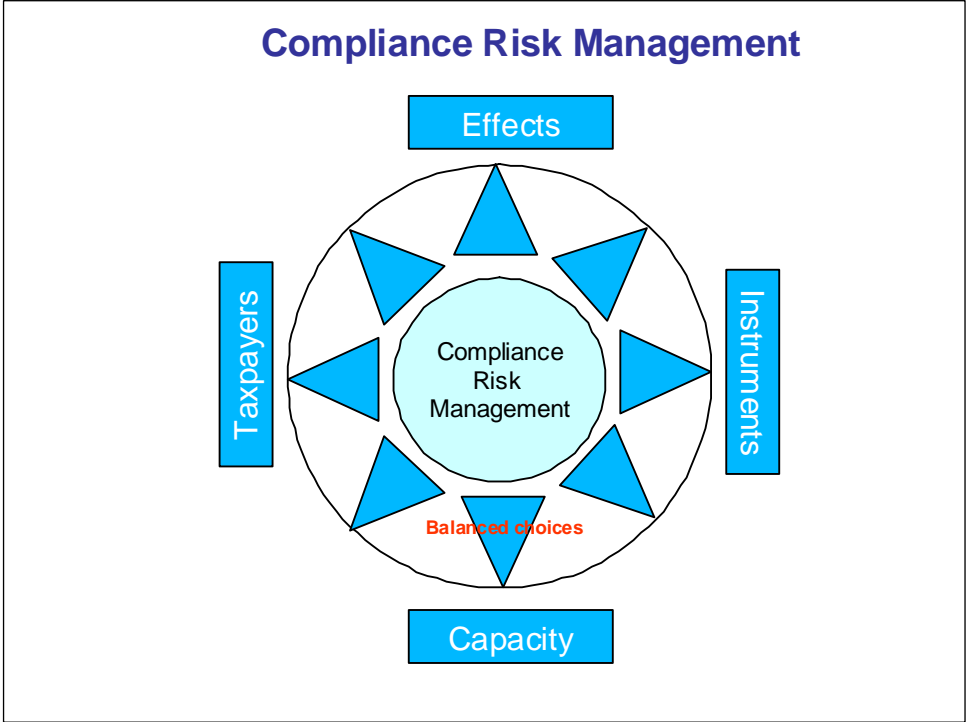 Compliance Risk Management
Effects
Taxpayers
Compliance
Risk
Management
Instruments
Balanced choices
Capacity